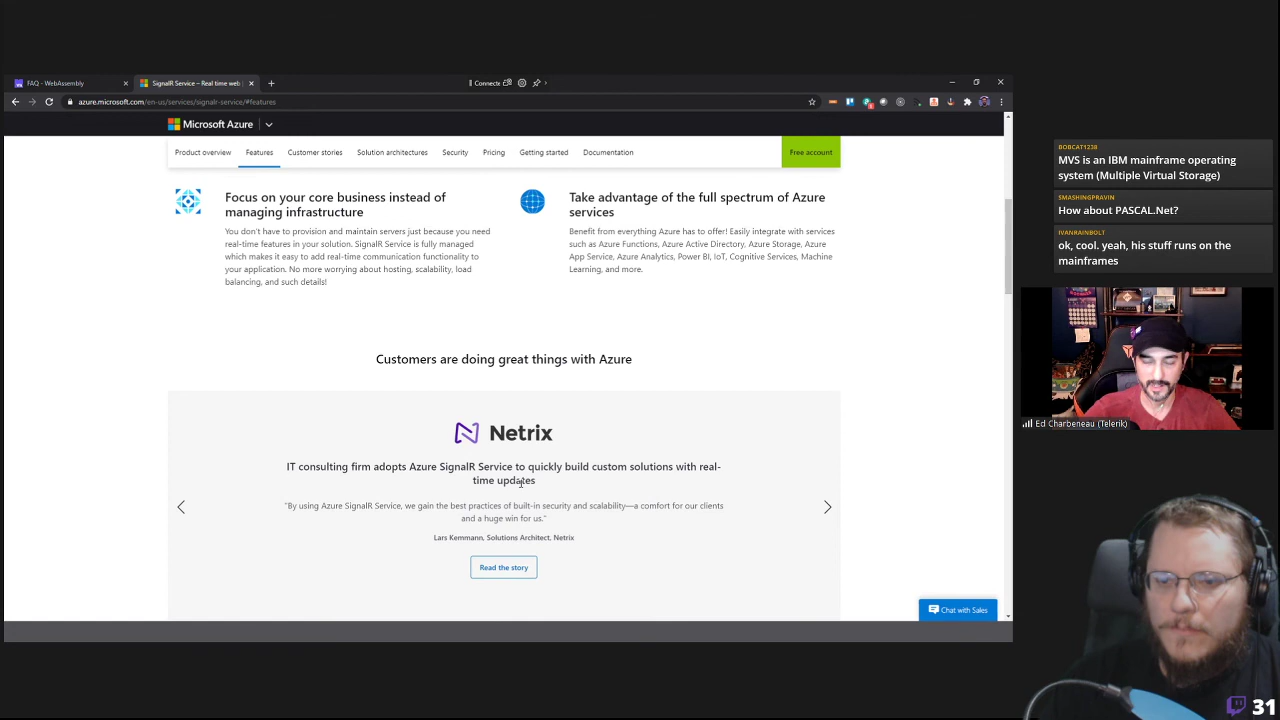 FAQ - WebAssembly
SignalR Service – Real time web
Connecte
azure.microsoft.com/en-us/services/signalr-service/#features
Microsoft Azure
Product overview
Features
Customer stories
Solution architectures
Security
Pricing
Getting started
Documentation
Free account
Focus on your core business instead of
managing infrastructure
You don't have to provision and maintain servers just because you need
real-time features in your solution. SignalR Service is fully managed
which makes it easy to add real-time communication functionality to
your application. No more worrying about hosting, scalability, load
balancing, and such details!
Take advantage of the full spectrum of Azure
services
Benefit from everything Azure has to offer! Easily integrate with services
such as Azure Functions, Azure Active Directory, Azure Storage, Azure
App Service, Azure Analytics, Power BI, IoT, Cognitive Services, Machine
Learning, and more.
Customers are doing great things with Azure
Netrix
IT consulting firm adopts Azure SignalR Service to quickly build custom solutions with real-
time updates
"By using Azure SignalR Service, we gain the best practices of built-in security and scalability—a comfort for our clients
and a huge win for us."
Lars Kemmann, Solutions Architect, Netrix
Read the story
Chat with Sales
BOBCAT1238
MVS is an IBM mainframe operating
system (Multiple Virtual Storage)
SMASHINGPRAVIN
How about PASCAL.Net?
IVANRAINBOLT
ok, cool. yeah, his stuff runs on the
mainframes
Ed Charbeneau (Telerik)
31